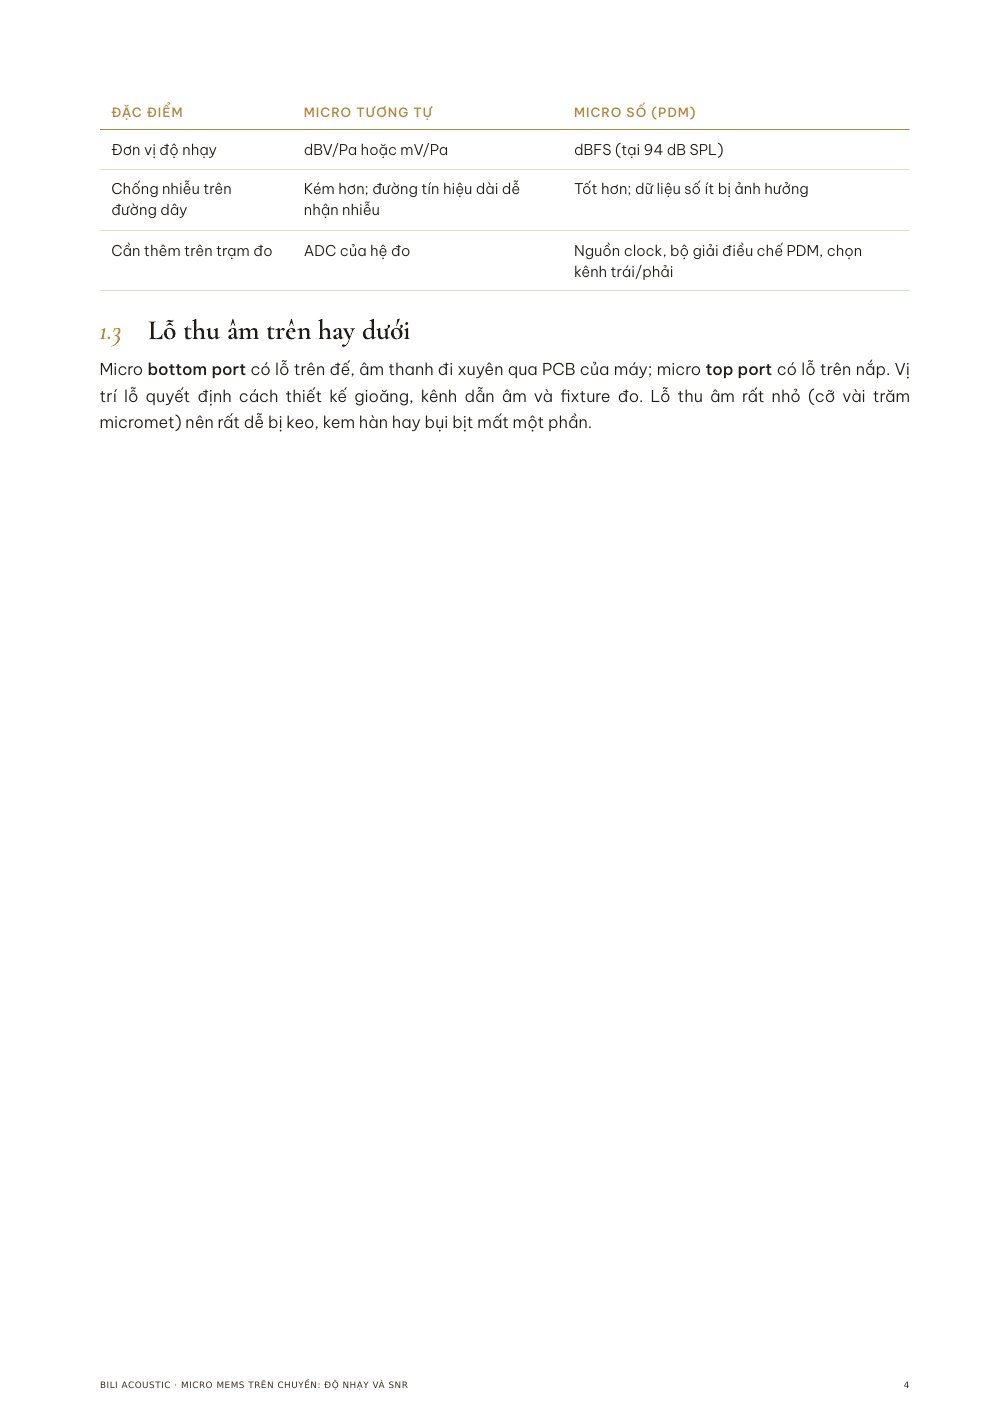 ĐẶC ĐIỂM MICRO TƯƠNG TỰ MICRO SỐ (PDM)
Đơn vị độ nhạy dBV/Pa hoặc mV/Pa dBFS (tại 94 dB SPL)
Chống nhiễu trên Kém hơn; đường tín hiệu dài dễ Tốt hơn; dữ liệu số ít bị ảnh hưởng
đường dây nhận nhiễu
Cần thêm trên trạm đo ADC của hệ đo Nguồn clock, bộ giải điều chế PDM, chọn
kênh trái/phải
1.3 Lỗ thu âm trên hay dưới
Micro bottom port có lỗ trên đế, âm thanh đi xuyên qua PCB của máy; micro top port có lỗ trên nắp. Vị
trí lỗ quyết định cách thiết kế gioăng, kênh dẫn âm và fixture đo. Lỗ thu âm rất nhỏ (cỡ vài trăm
micromet) nên rất dễ bị keo, kem hàn hay bụi bịt mất một phần.
BILI ACOUSTIC · MICRO MEMS TRÊN CHUYỀN: ĐỘ NHẠY VÀ SNR 4